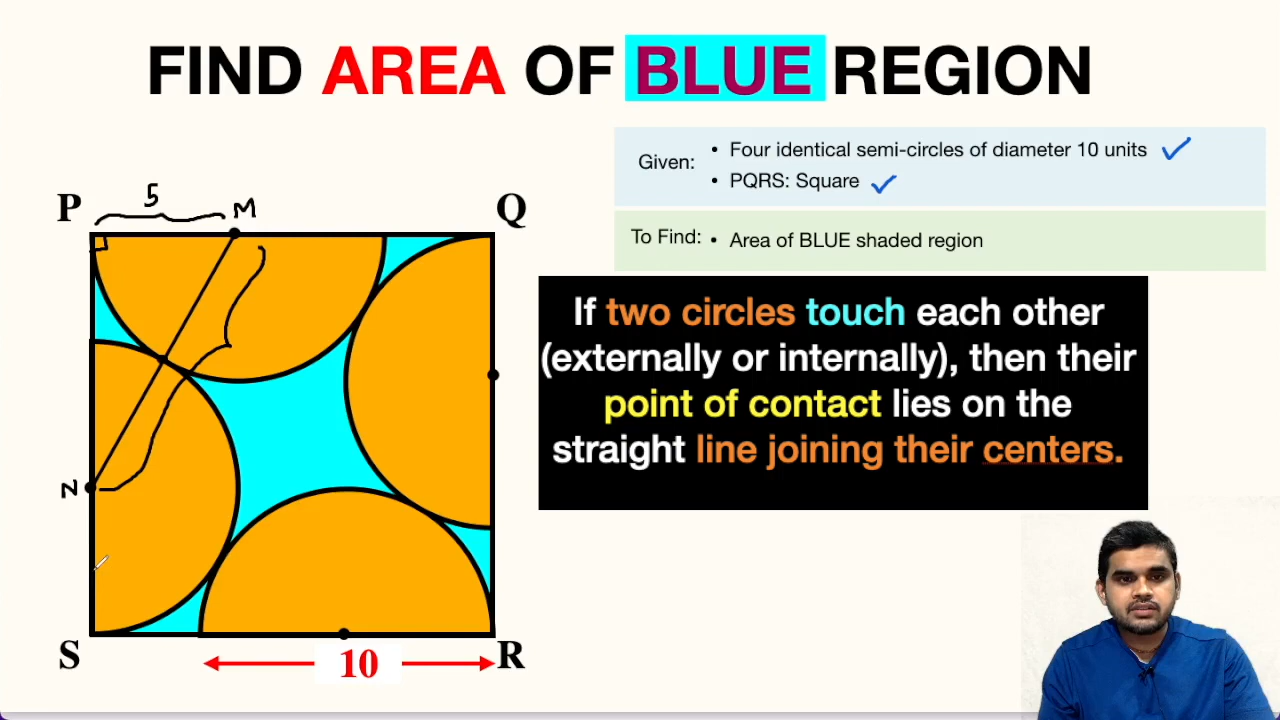 FIND AREA OF BLUE REGION
Given:
• Four identical semi-circles of diameter 10 units
• PQRS: Square
To Find: • Area of BLUE shaded region
P
5
M
Q
If two circles touch each other
(externally or internally), then their
point of contact lies on the
straight line joining their centers.
N
S
10
R